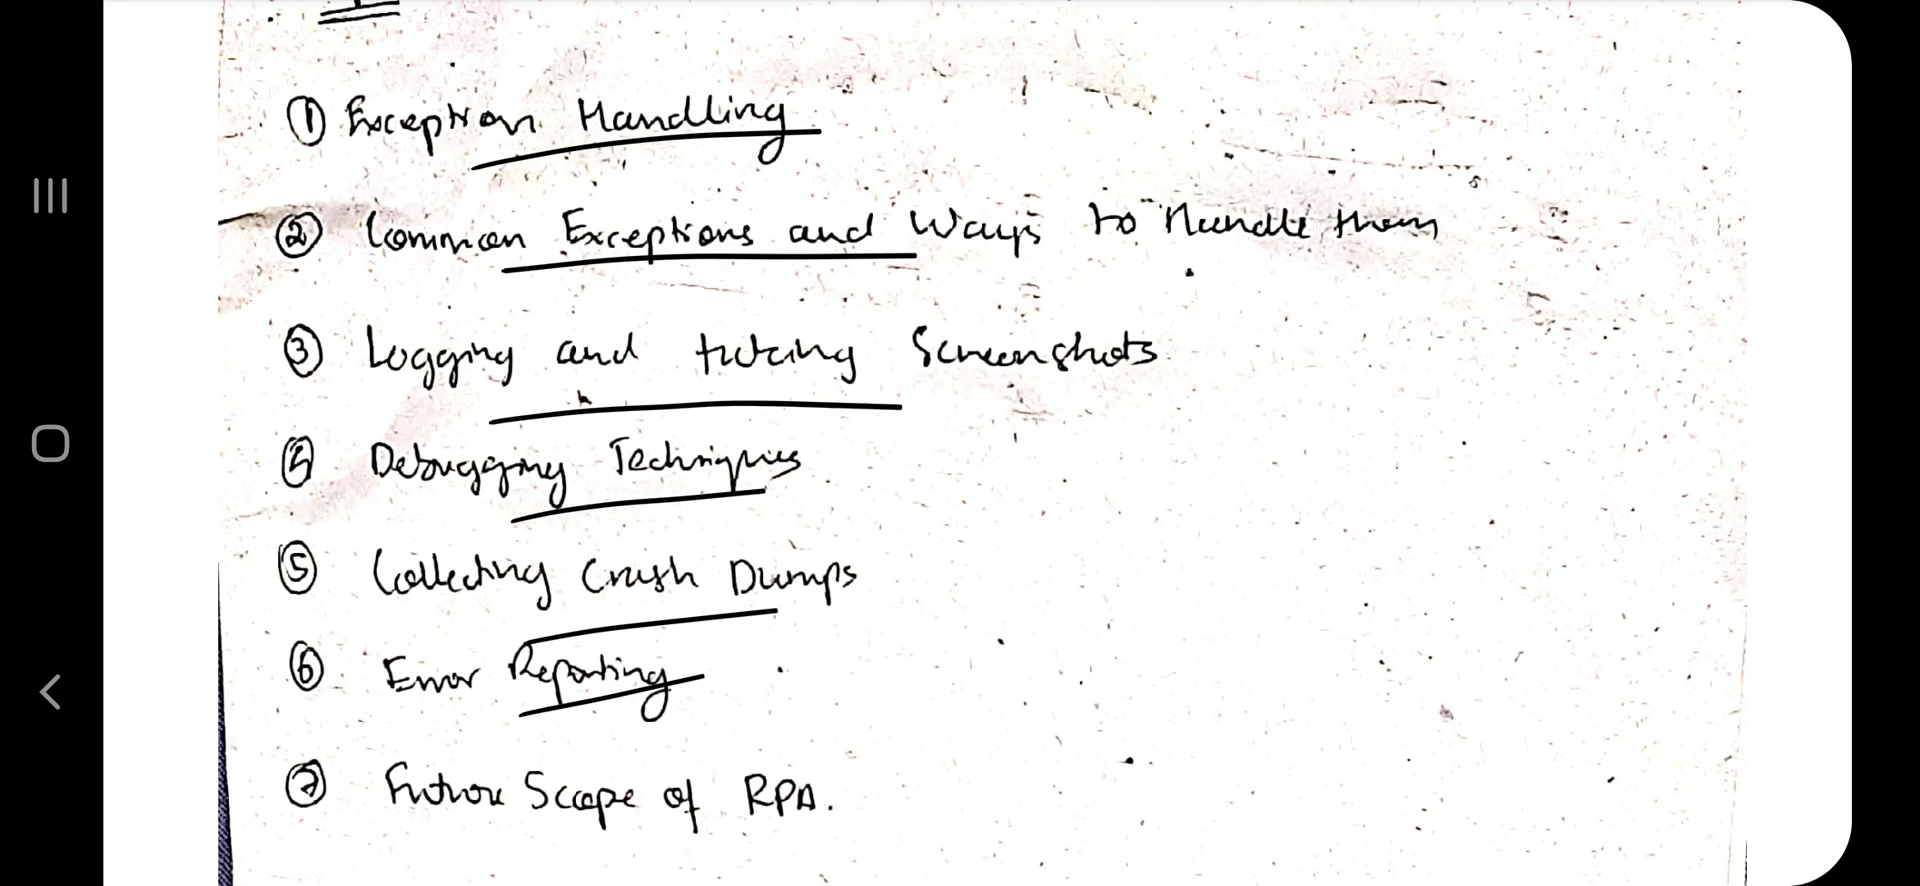 ① Exception Handling
② Common Exceptions and Ways to Handle them
③ Logging and taking Screenshots
④ Debugging Techniques
⑤ Collecting Crush Dumps
⑥ Error Reporting
⑦ Future Scope of RPA.